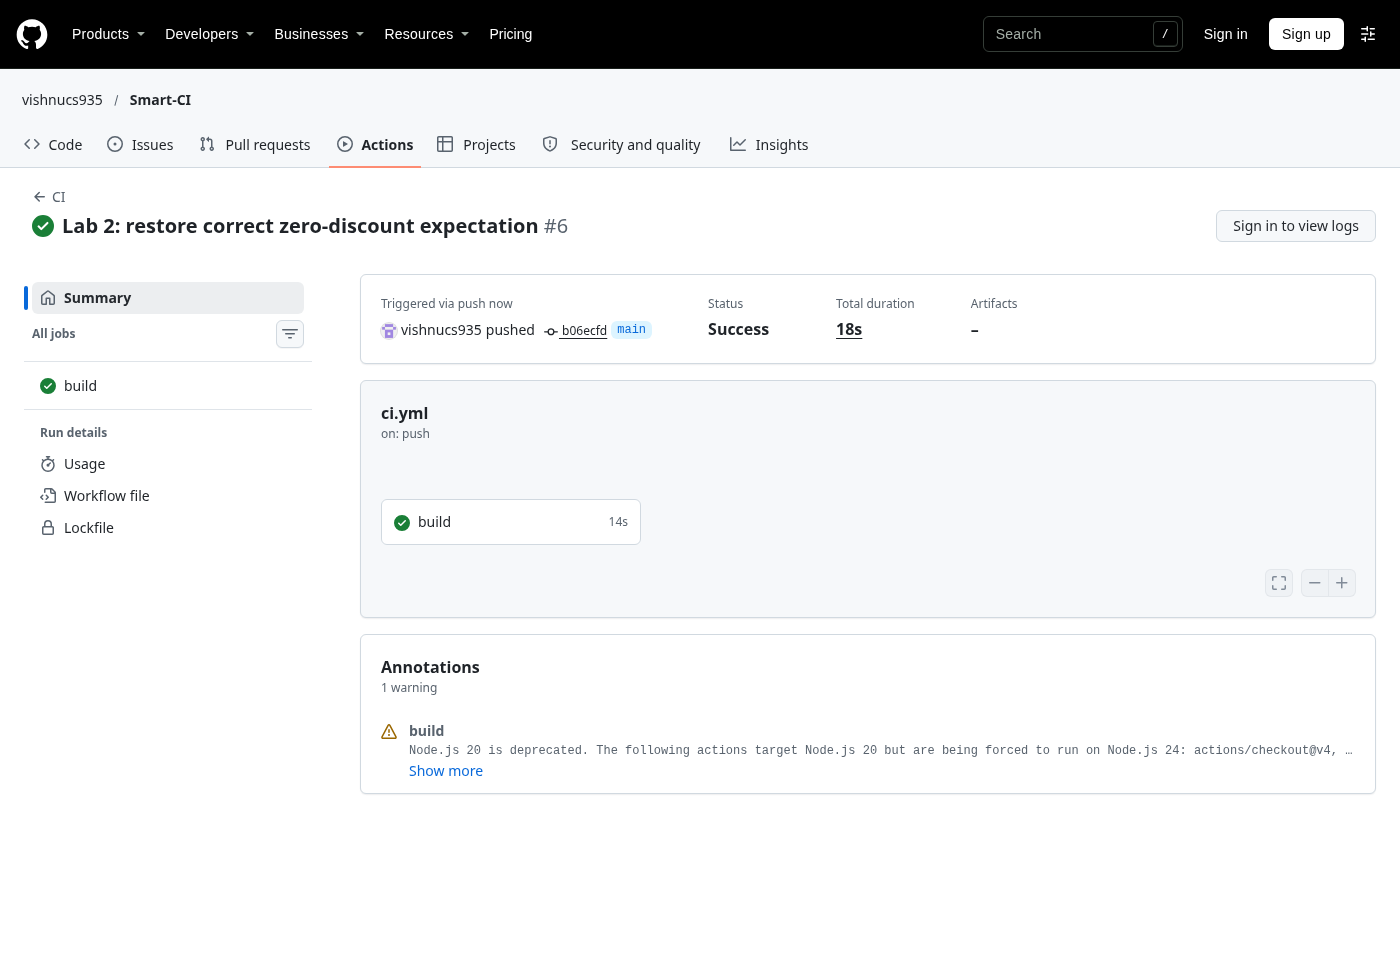 Products Developers Businesses Resources Pricing Search / Sign in Sign up
vishnucs935 / Smart-CI
Code Issues Pull requests Actions Projects Security and quality Insights
CI
Lab 2: restore correct zero-discount expectation #6
Sign in to view logs
Summary
All jobs
build
Run details
Usage
Workflow file
Lockfile
Triggered via push now
vishnucs935 pushed b06ecfd main
Status
Success
Total duration
18s
Artifacts
–
ci.yml
on: push
build 14s
Annotations
1 warning
build
Node.js 20 is deprecated. The following actions target Node.js 20 but are being forced to run on Node.js 24: actions/checkout@v4, …
Show more